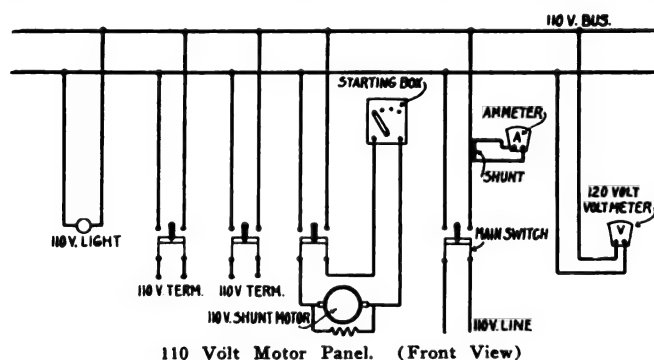 110 V. BUS.
STARTING BOX
AMMETER
A
SHUNT
120 VOLT
VOLTMETER
V
110 V. LIGHT
MAIN SWITCH
110 V. TERM.
110 V TERM.
110 V. SHUNT MOTOR
110 V. LINE
110 Volt Motor Panel. (Front View)